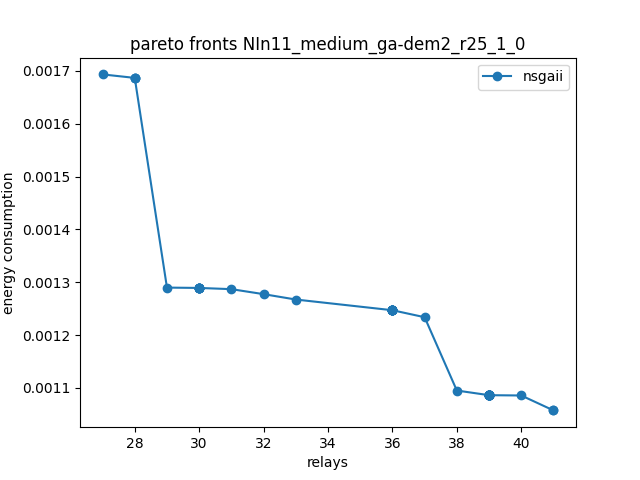 pareto fronts NIn11_medium_ga-dem2_r25_1_0
nsgaii
energy consumption
0.0017
0.0016
0.0015
0.0014
0.0013
0.0012
0.0011
28 30 32 34 36 38 40
relays